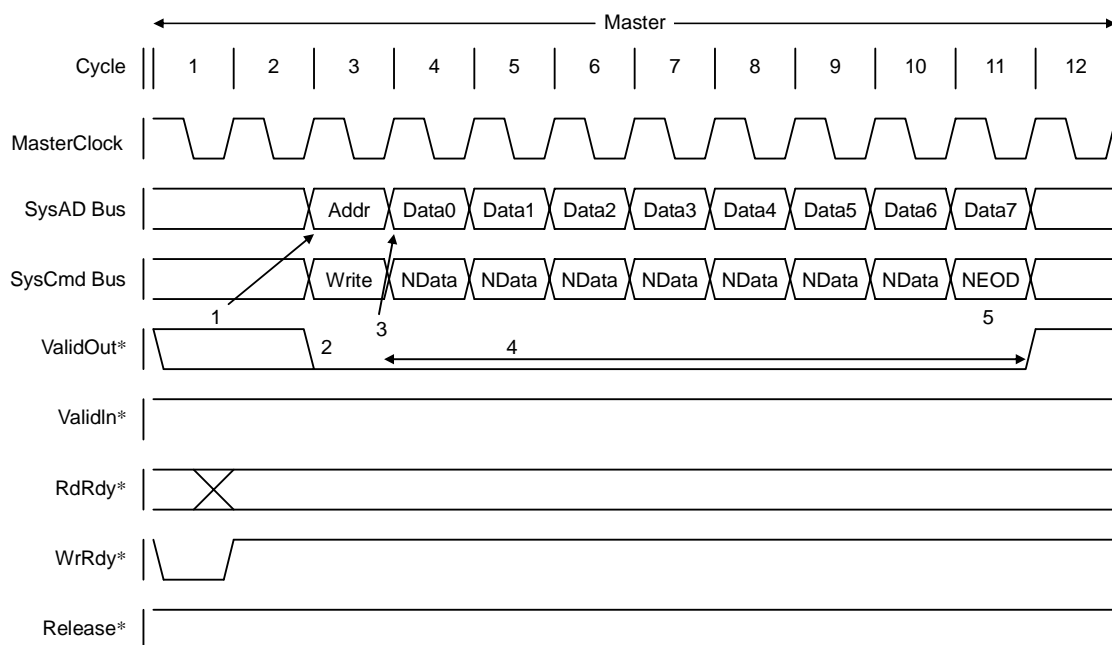 Master
Cycle 1 2 3 4 5 6 7 8 9 10 11 12
MasterClock
SysAD Bus Addr Data0 Data1 Data2 Data3 Data4 Data5 Data6 Data7
SysCmd Bus Write NData NData NData NData NData NData NData NEOD
1 3 5
ValidOut* 2 4
ValidIn*
RdRdy*
WrRdy*
Release*